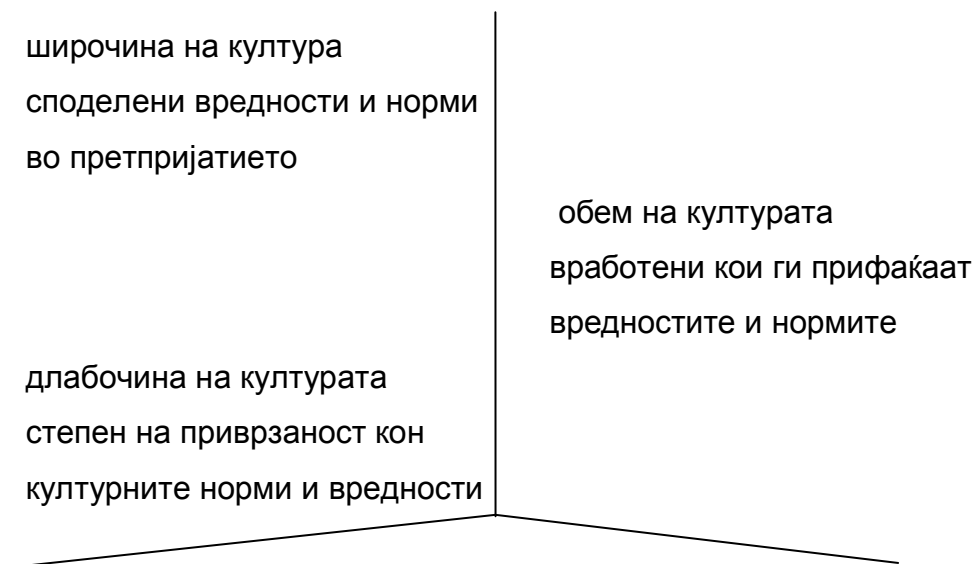 широчина на култура
споделени вредности и норми
во претпријатието
обем на културата
вработени кои ги прифаќаат
вредностите и нормите
длабочина на културата
степен на приврзаност кон
културните норми и вредности